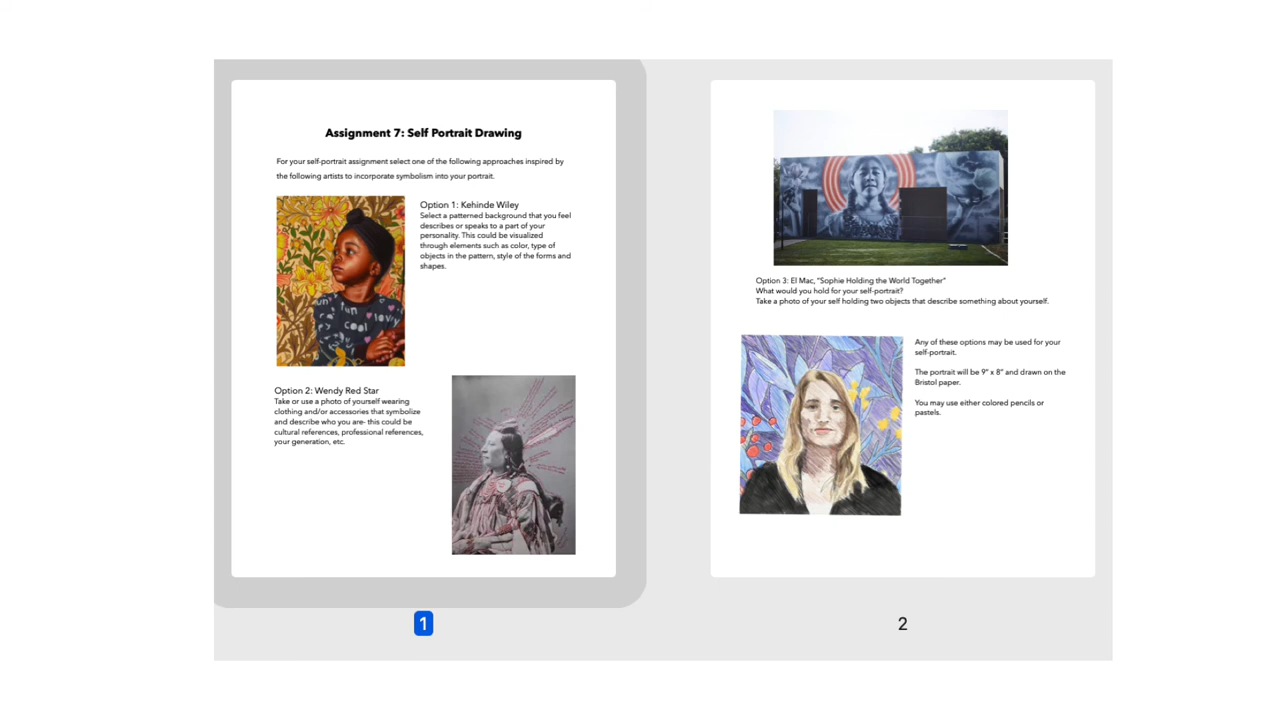 Assignment 7: Self Portrait Drawing
For your self-portrait assignment select one of the following approaches inspired by
the following artists to incorporate symbolism into your portrait.
Option 1: Kehinde Wiley
Select a patterned background that you feel
describes or speaks to a part of your
personality. This could be visualized
through elements such as color, type of
objects in the pattern, style of the forms and
shapes.
cool
Option 2: Wendy Red Star
Take or use a photo of yourself wearing
clothing and/or accessories that symbolize
and describe who you are- this could be
cultural references, professional references,
your generation, etc.
1
Option 3: El Mac, "Sophie Holding the World Together"
What would you hold for your self-portrait?
Take a photo of your self holding two objects that describe something about yourself.
Any of these options may be used for your
self-portrait.
The portrait will be 9" x 8" and drawn on the
Bristol paper.
You may use either colored pencils or
pastels.
2